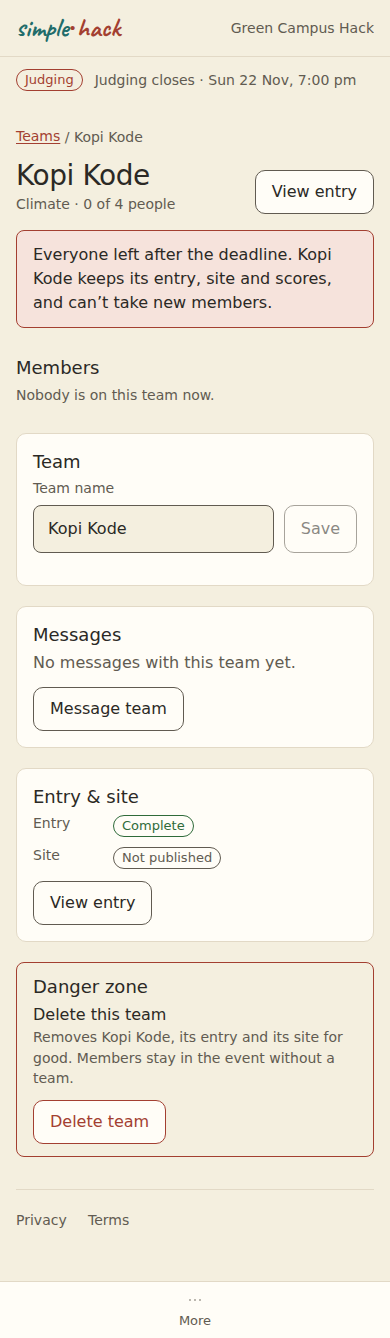 simple·hack
Green Campus Hack
Judging
Judging closes · Sun 22 Nov, 7:00 pm
Teams / Kopi Kode
Kopi Kode
Climate · 0 of 4 people
View entry
Everyone left after the deadline. Kopi
Kode keeps its entry, site and scores,
and can’t take new members.
Members
Nobody is on this team now.
Team
Team name
Kopi Kode
Save
Messages
No messages with this team yet.
Message team
Entry & site
Entry
Complete
Site
Not published
View entry
Danger zone
Delete this team
Removes Kopi Kode, its entry and its site for
good. Members stay in the event without a
team.
Delete team
Privacy
Terms
…
More